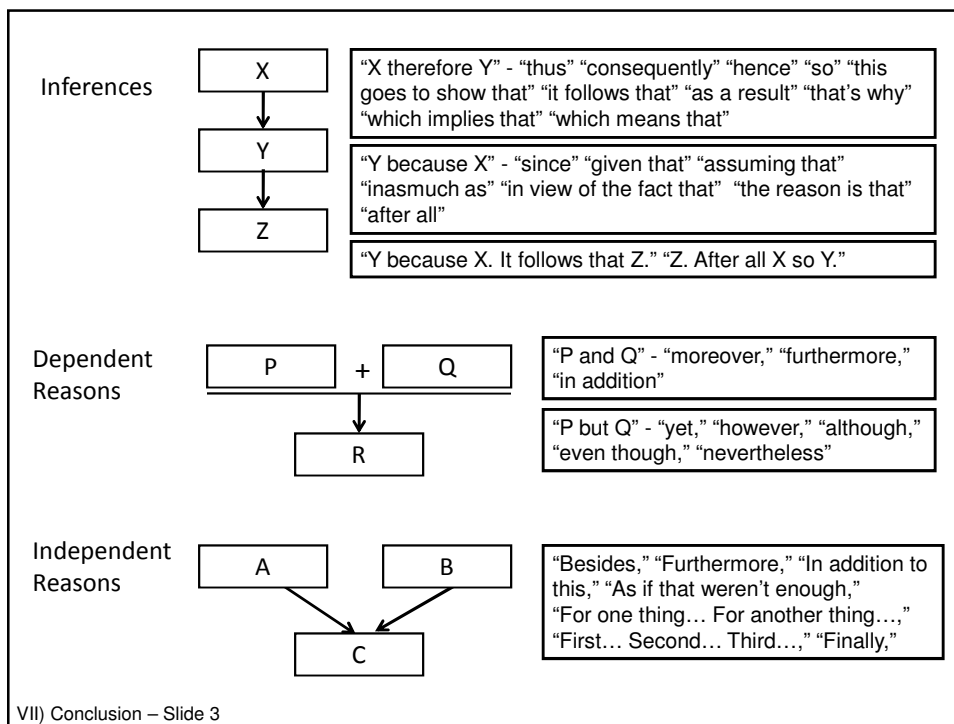 Inferences
X
Y
Z
“X therefore Y” - “thus” “consequently” “hence” “so” “this
goes to show that” “it follows that” “as a result” “that’s why”
“which implies that” “which means that”
“Y because X” - “since” “given that” “assuming that”
“inasmuch as” “in view of the fact that”  “the reason is that”
“after all”
“Y because X. It follows that Z.” “Z. After all X so Y.”
Dependent
Reasons
P + Q
R
“P and Q” - “moreover,” “furthermore,”
“in addition”
“P but Q” - “yet,” “however,” “although,”
“even though,” “nevertheless”
Independent
Reasons
A B
C
“Besides,” “Furthermore,” “In addition to
this,” “As if that weren’t enough,”
“For one thing… For another thing…,”
“First… Second… Third…,” “Finally,”
VII) Conclusion – Slide 3